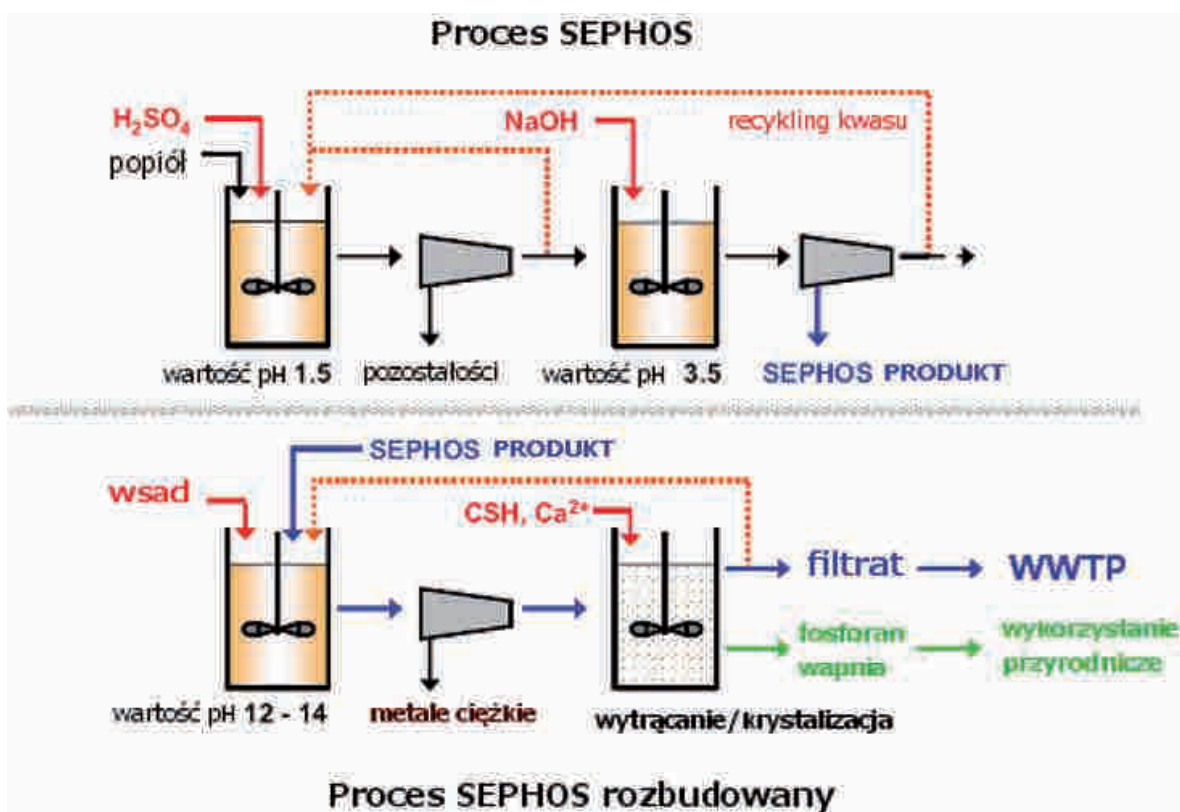 Proces SEPHOS
H₂SO₄
NaOH
recykling kwasu
popiół
wartość pH 1.5
pozostałości
wartość pH 3.5
SEPHOS PRODUKT
SEPHOS PRODUKT
wsad
CSH, Ca²⁺
filtrat
WWTP
fosforan
wapnia
wykorzystanie
przyrodnicze
wartość pH 12 - 14
metale ciężkie
wytrącanie/krystalizacja
Proces SEPHOS rozbudowany